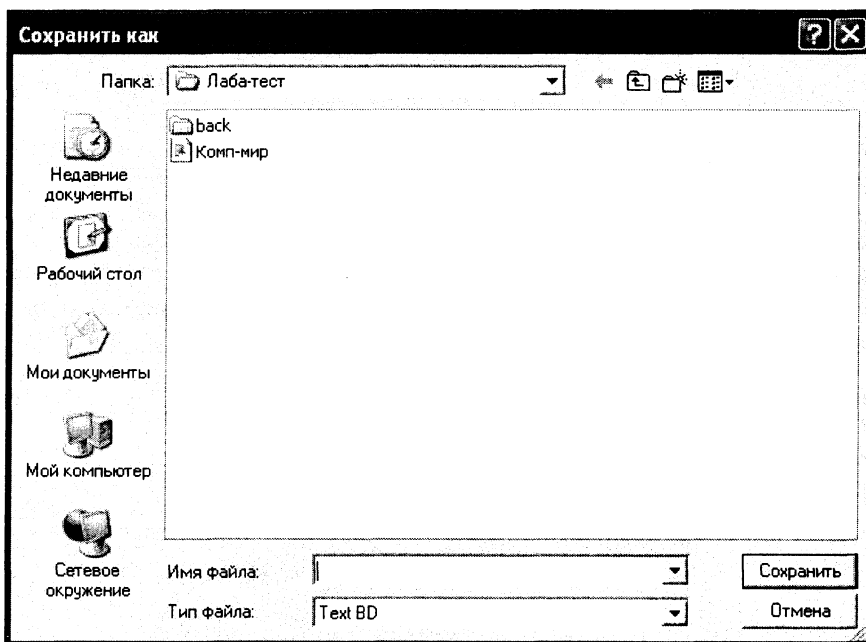 Сохранить как
Папка: Лаба-тест
back
Комп-мир
Недавние
документы
Рабочий стол
Мои документы
Мой компьютер
Сетевое
окружение
Имя файла:
Сохранить
Тип файла: Text BD
Отмена